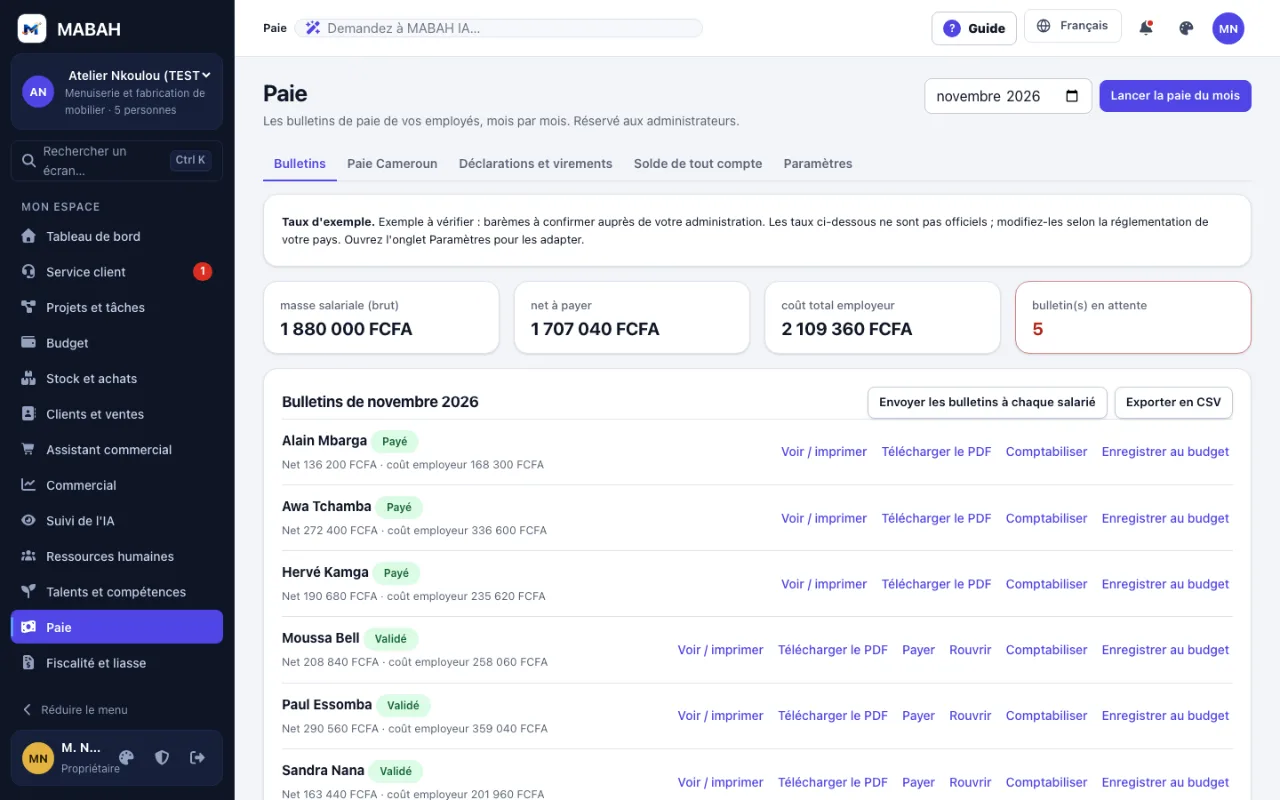 MABAH
AN
Atelier Nkoulou (TEST
Menuiserie et fabrication de
mobilier · 5 personnes
Rechercher un
écran...
Ctrl K
MON ESPACE
Tableau de bord
Service client
1
Projets et tâches
Budget
Stock et achats
Clients et ventes
Assistant commercial
Commercial
Suivi de l'IA
Ressources humaines
Talents et compétences
Paie
Fiscalité et liasse
Réduire le menu
MN
M. N...
Propriétaire
Paie
Demandez à MABAH IA...
? Guide
Français
MN
Paie
Les bulletins de paie de vos employés, mois par mois. Réservé aux administrateurs.
novembre 2026
Lancer la paie du mois
Bulletins
Paie Cameroun
Déclarations et virements
Solde de tout compte
Paramètres
Taux d'exemple. Exemple à vérifier : barèmes à confirmer auprès de votre administration. Les taux ci-dessous ne sont pas officiels ; modifiez-les selon la réglementation de
votre pays. Ouvrez l'onglet Paramètres pour les adapter.
masse salariale (brut)
1 880 000 FCFA
net à payer
1 707 040 FCFA
coût total employeur
2 109 360 FCFA
bulletin(s) en attente
5
Bulletins de novembre 2026
Envoyer les bulletins à chaque salarié
Exporter en CSV
Alain Mbarga Payé
Net 136 200 FCFA · coût employeur 168 300 FCFA
Voir / imprimer Télécharger le PDF Comptabiliser Enregistrer au budget
Awa Tchamba Payé
Net 272 400 FCFA · coût employeur 336 600 FCFA
Voir / imprimer Télécharger le PDF Comptabiliser Enregistrer au budget
Hervé Kamga Payé
Net 190 680 FCFA · coût employeur 235 620 FCFA
Voir / imprimer Télécharger le PDF Comptabiliser Enregistrer au budget
Moussa Bell Validé
Net 208 840 FCFA · coût employeur 258 060 FCFA
Voir / imprimer Télécharger le PDF Payer Rouvrir Comptabiliser Enregistrer au budget
Paul Essomba Validé
Net 290 560 FCFA · coût employeur 359 040 FCFA
Voir / imprimer Télécharger le PDF Payer Rouvrir Comptabiliser Enregistrer au budget
Sandra Nana Validé
Net 163 440 FCFA · coût employeur 201 960 FCFA
Voir / imprimer Télécharger le PDF Payer Rouvrir Comptabiliser Enregistrer au budget